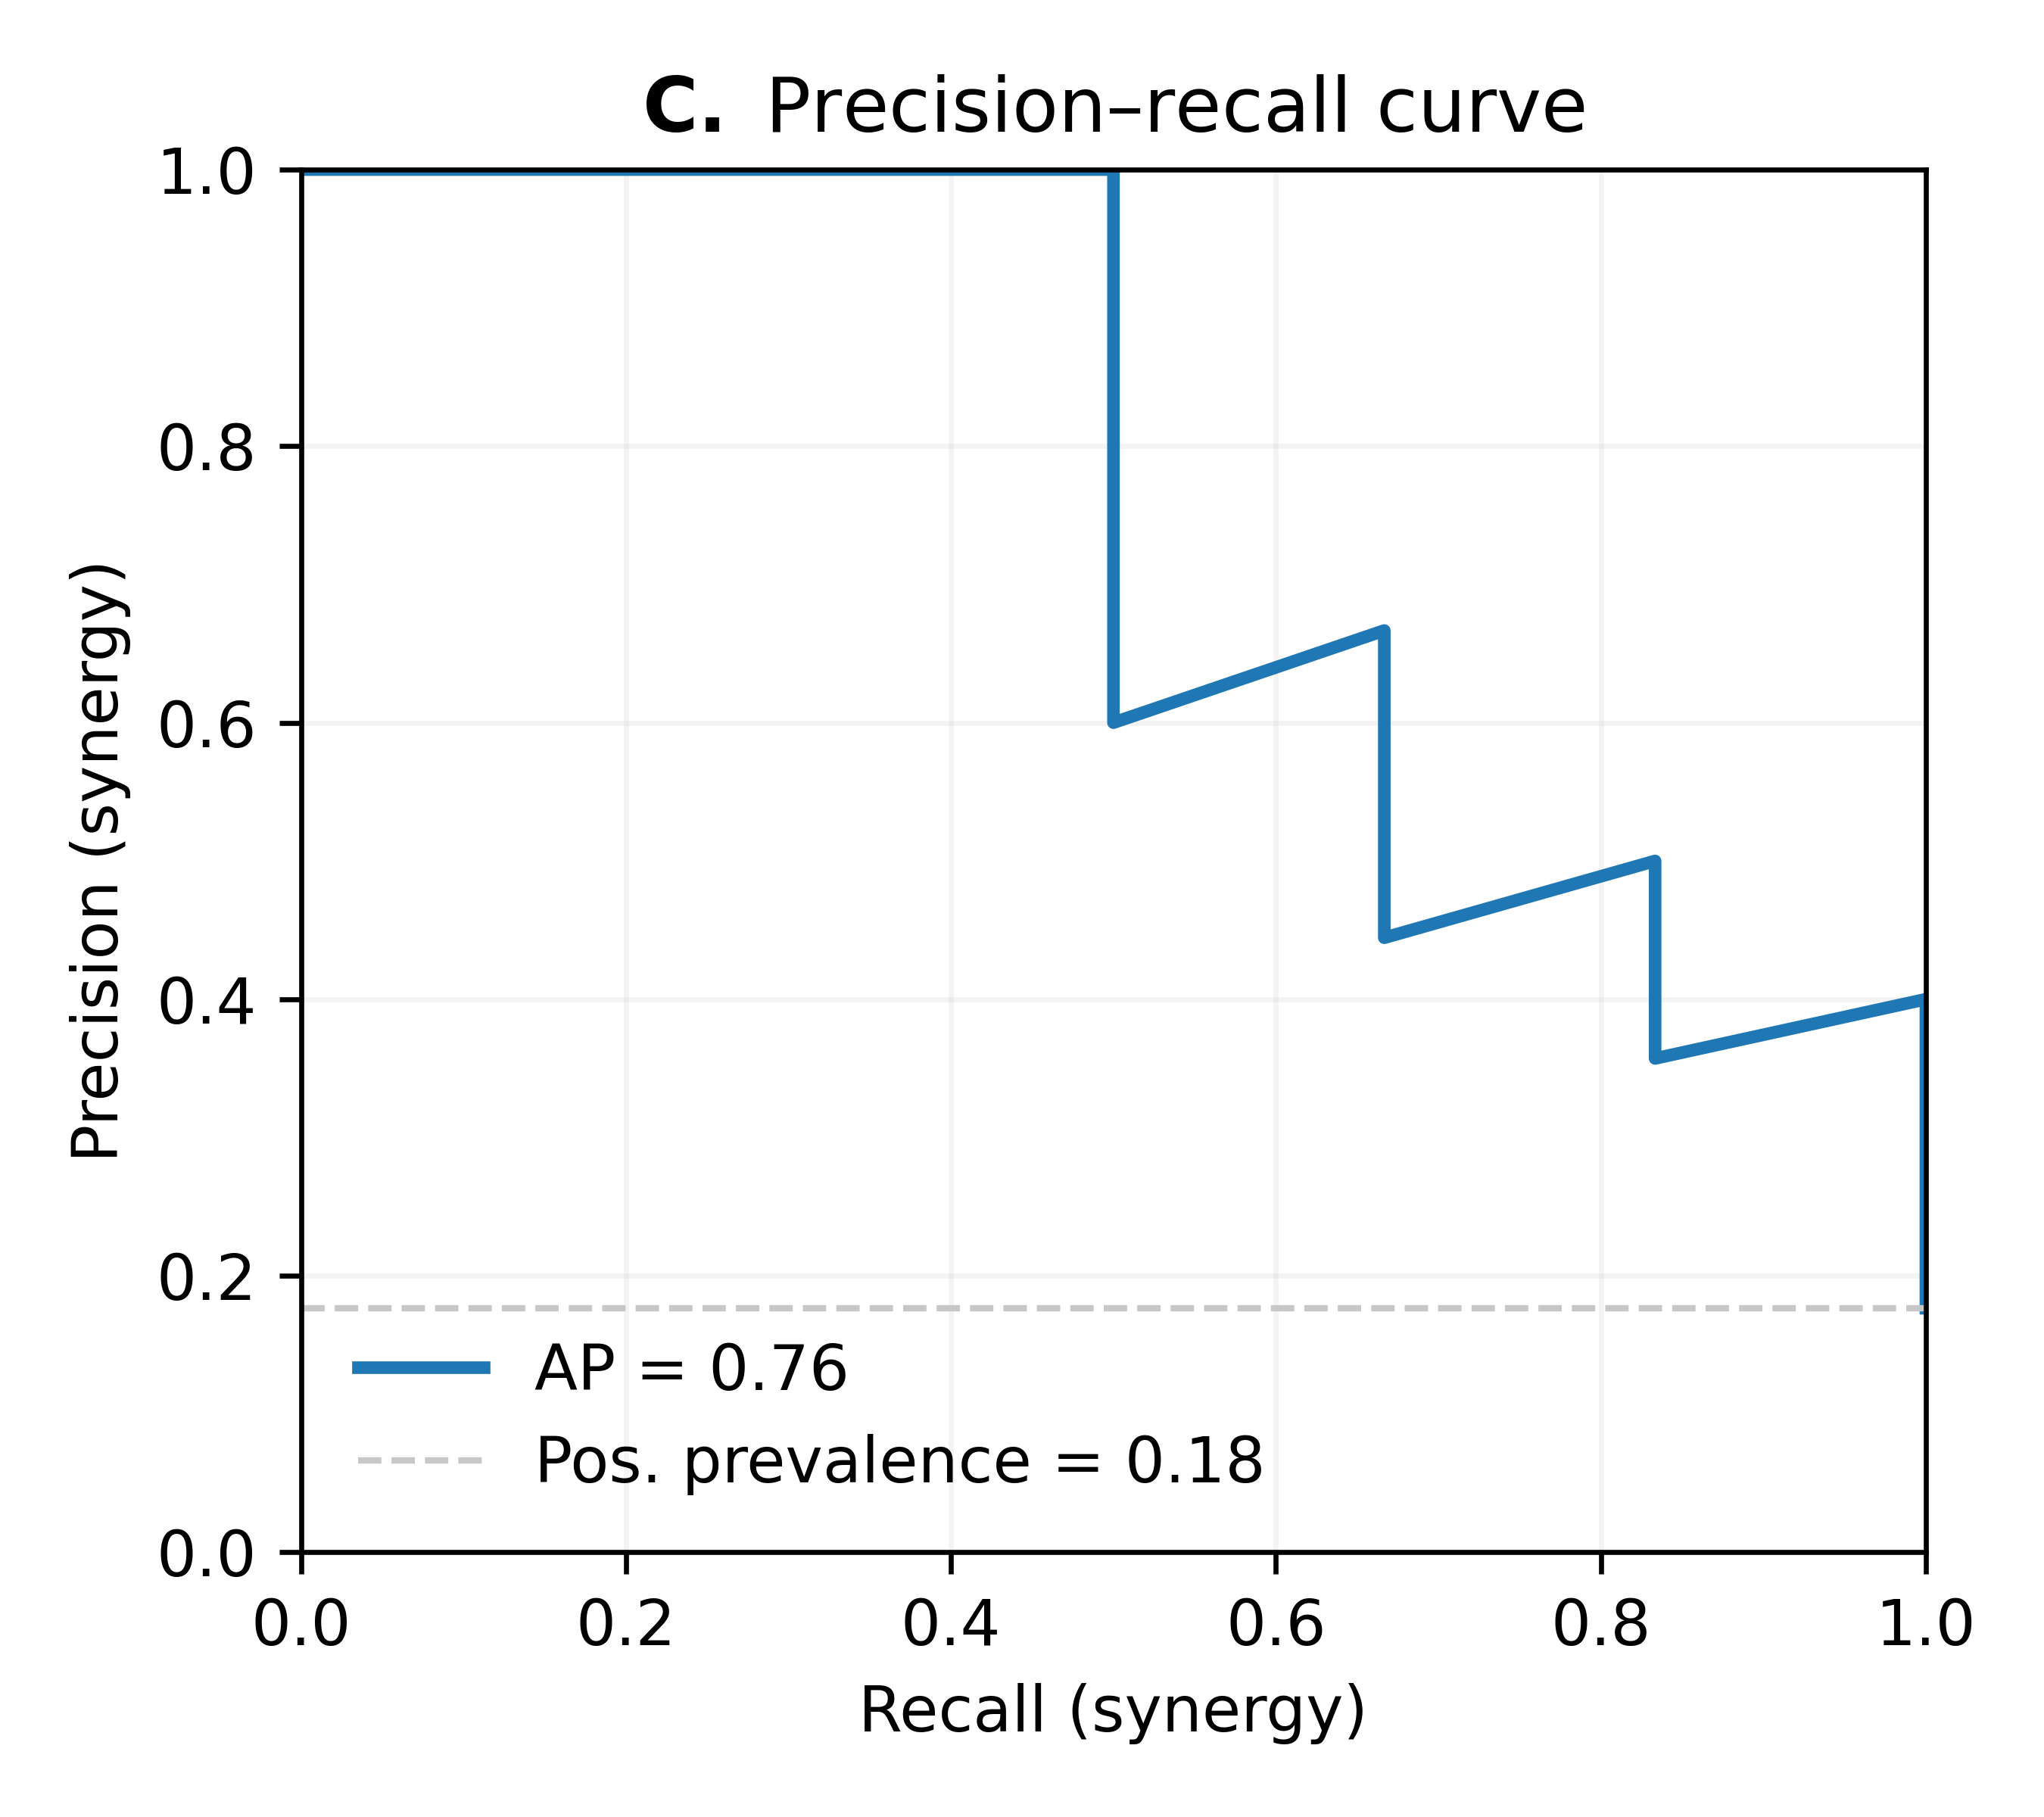 C. Precision–recall curve
1.0
0.8
0.6
0.4
0.2
0.0
Precision (synergy)
AP = 0.76
Pos. prevalence = 0.18
0.0 0.2 0.4 0.6 0.8 1.0
Recall (synergy)